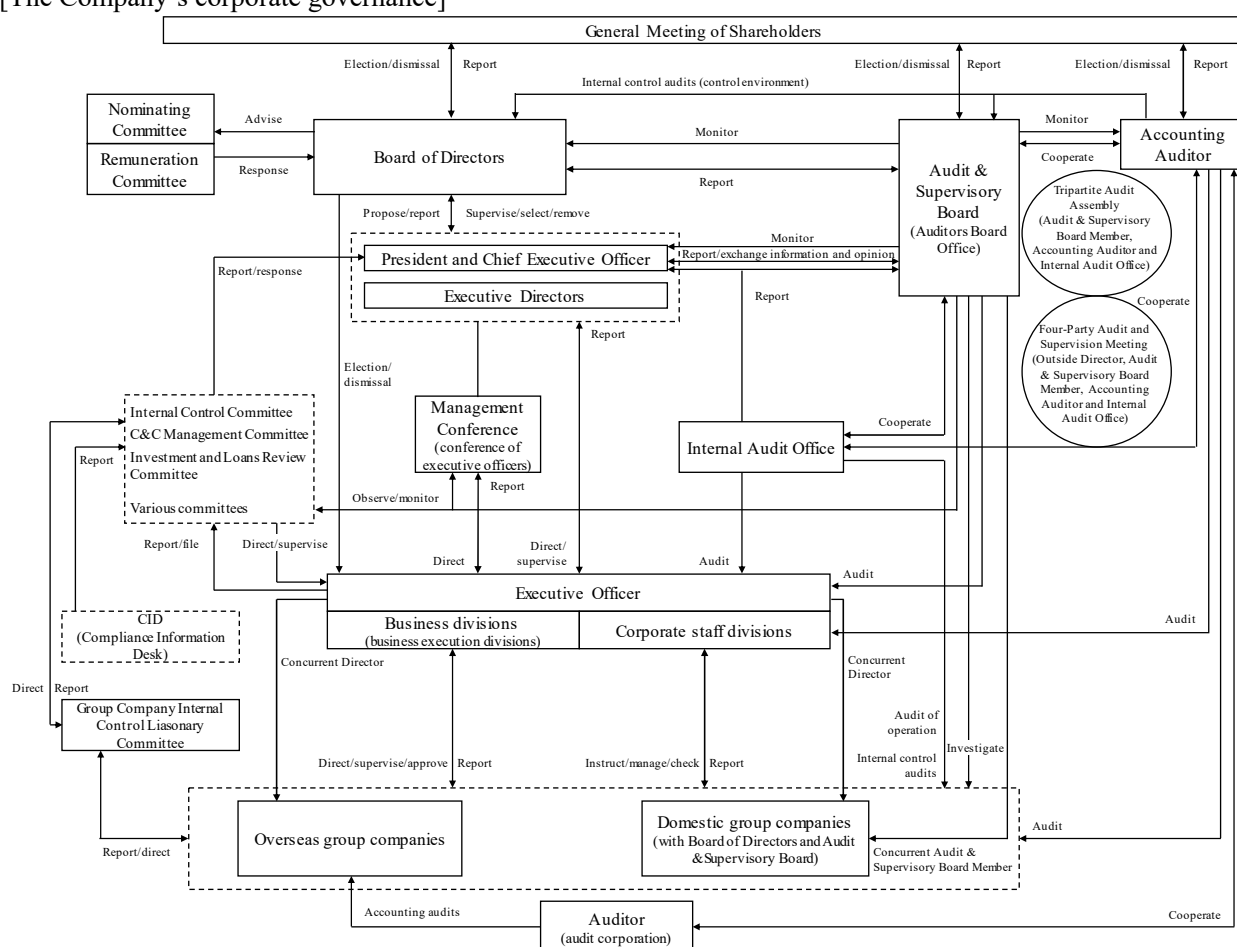 [The Company's corporate governance]
General Meeting of Shareholders
Election/dismissal
Report
Election/dismissal
Report
Election/dismissal
Report
Internal control audits (control environment)
Nominating
Committee
Remuneration
Committee
Advise
Response
Board of Directors
Monitor
Report
Audit &
Supervisory
Board
(Auditors Board
Office)
Monitor
Cooperate
Accounting
Auditor
Tripartite Audit
Assembly
(Audit & Supervisory
Board Member,
Accounting Auditor and
Internal Audit Office)
Cooperate
Four-Party Audit and
Supervision Meeting
(Outside Director, Audit
& Supervisory Board
Member, Accounting
Auditor and Internal
Audit Office)
Propose/report
Supervise/select/remove
Monitor
Report/exchange information and opinion
Report
President and Chief Executive Officer
Executive Directors
Report/response
Report
Election/
dismissal
Internal Control Committee
C&C Management Committee
Investment and Loans Review
Committee
Various committees
Report
Management
Conference
(conference of
executive officers)
Report
Internal Audit Office
Cooperate
Observe/monitor
Report/file
Direct/supervise
Direct
Direct/
supervise
Audit
Audit
Executive Officer
Business divisions
(business execution divisions)
Corporate staff divisions
Audit
CID
(Compliance Information
Desk)
Concurrent Director
Concurrent
Director
Direct
Report
Group Company Internal
Control Liasonary
Committee
Audit of
operation
Internal control
audits
Investigate
Direct/supervise/approve
Report
Instruct/manage/check
Report
Report/direct
Overseas group companies
Domestic group companies
(with Board of Directors and Audit
&Supervisory Board)
Concurrent Audit &
Supervisory Board Member
Audit
Accounting audits
Auditor
(audit corporation)
Cooperate